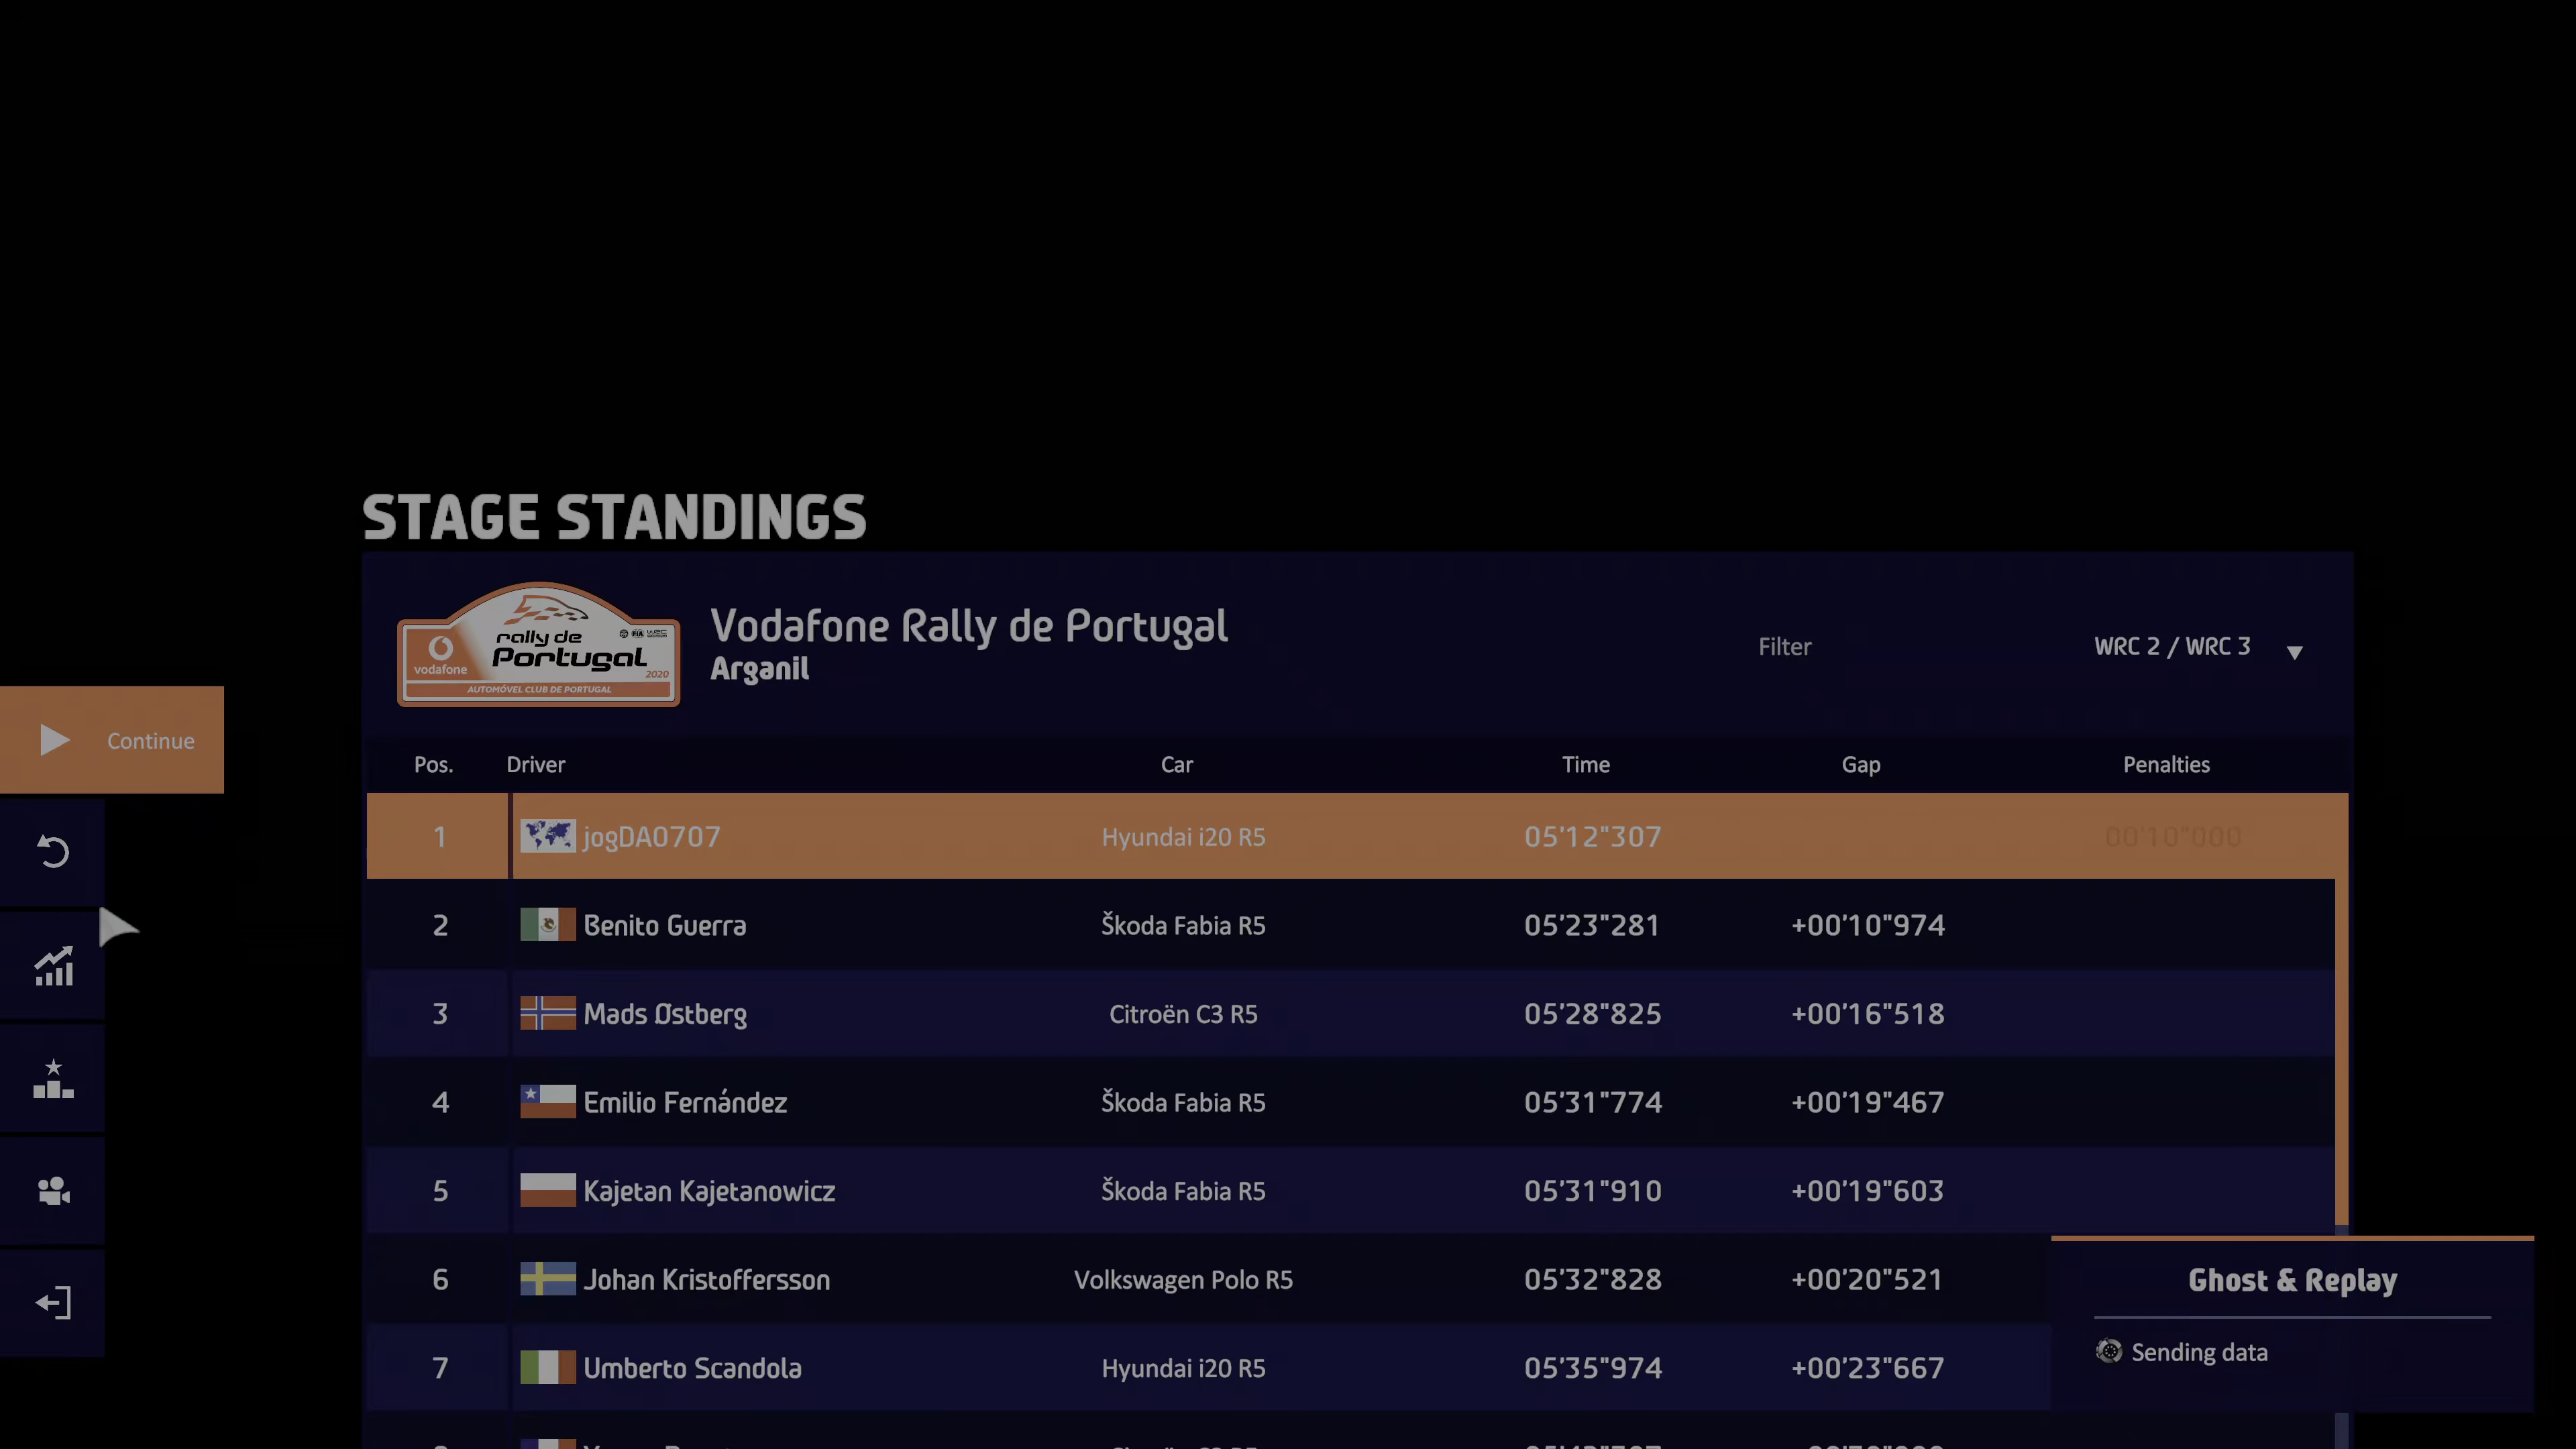 STAGE STANDINGS
rally de
Portugal
vodafone
2020
AUTOMÓVEL CLUB DE PORTUGAL
Vodafone Rally de Portugal
Arganil
Filter
WRC 2 / WRC 3
Continue
Pos. Driver Car Time Gap Penalties
1 jogDAO707 Hyundai i20 R5 05'12"307 00'10"000
2 Benito Guerra Škoda Fabia R5 05'23"281 +00'10"974
3 Mads Østberg Citroën C3 R5 05'28"825 +00'16"518
4 Emilio Fernández Škoda Fabia R5 05'31"774 +00'19"467
5 Kajetan Kajetanowicz Škoda Fabia R5 05'31"910 +00'19"603
6 Johan Kristoffersson Volkswagen Polo R5 05'32"828 +00'20"521
7 Umberto Scandola Hyundai i20 R5 05'35"974 +00'23"667
Ghost & Replay
Sending data